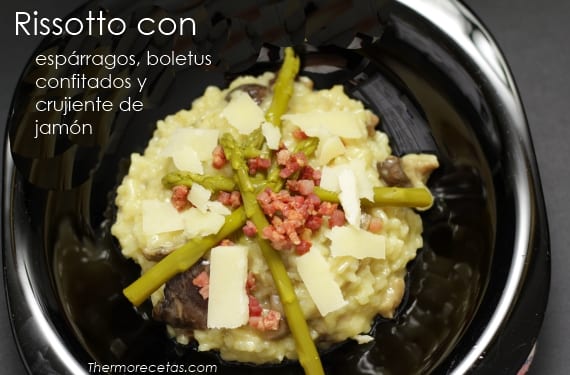 Rissotto con
espárragos, boletus
confitados y
crujiente de
jamón
Thermorecetas.com